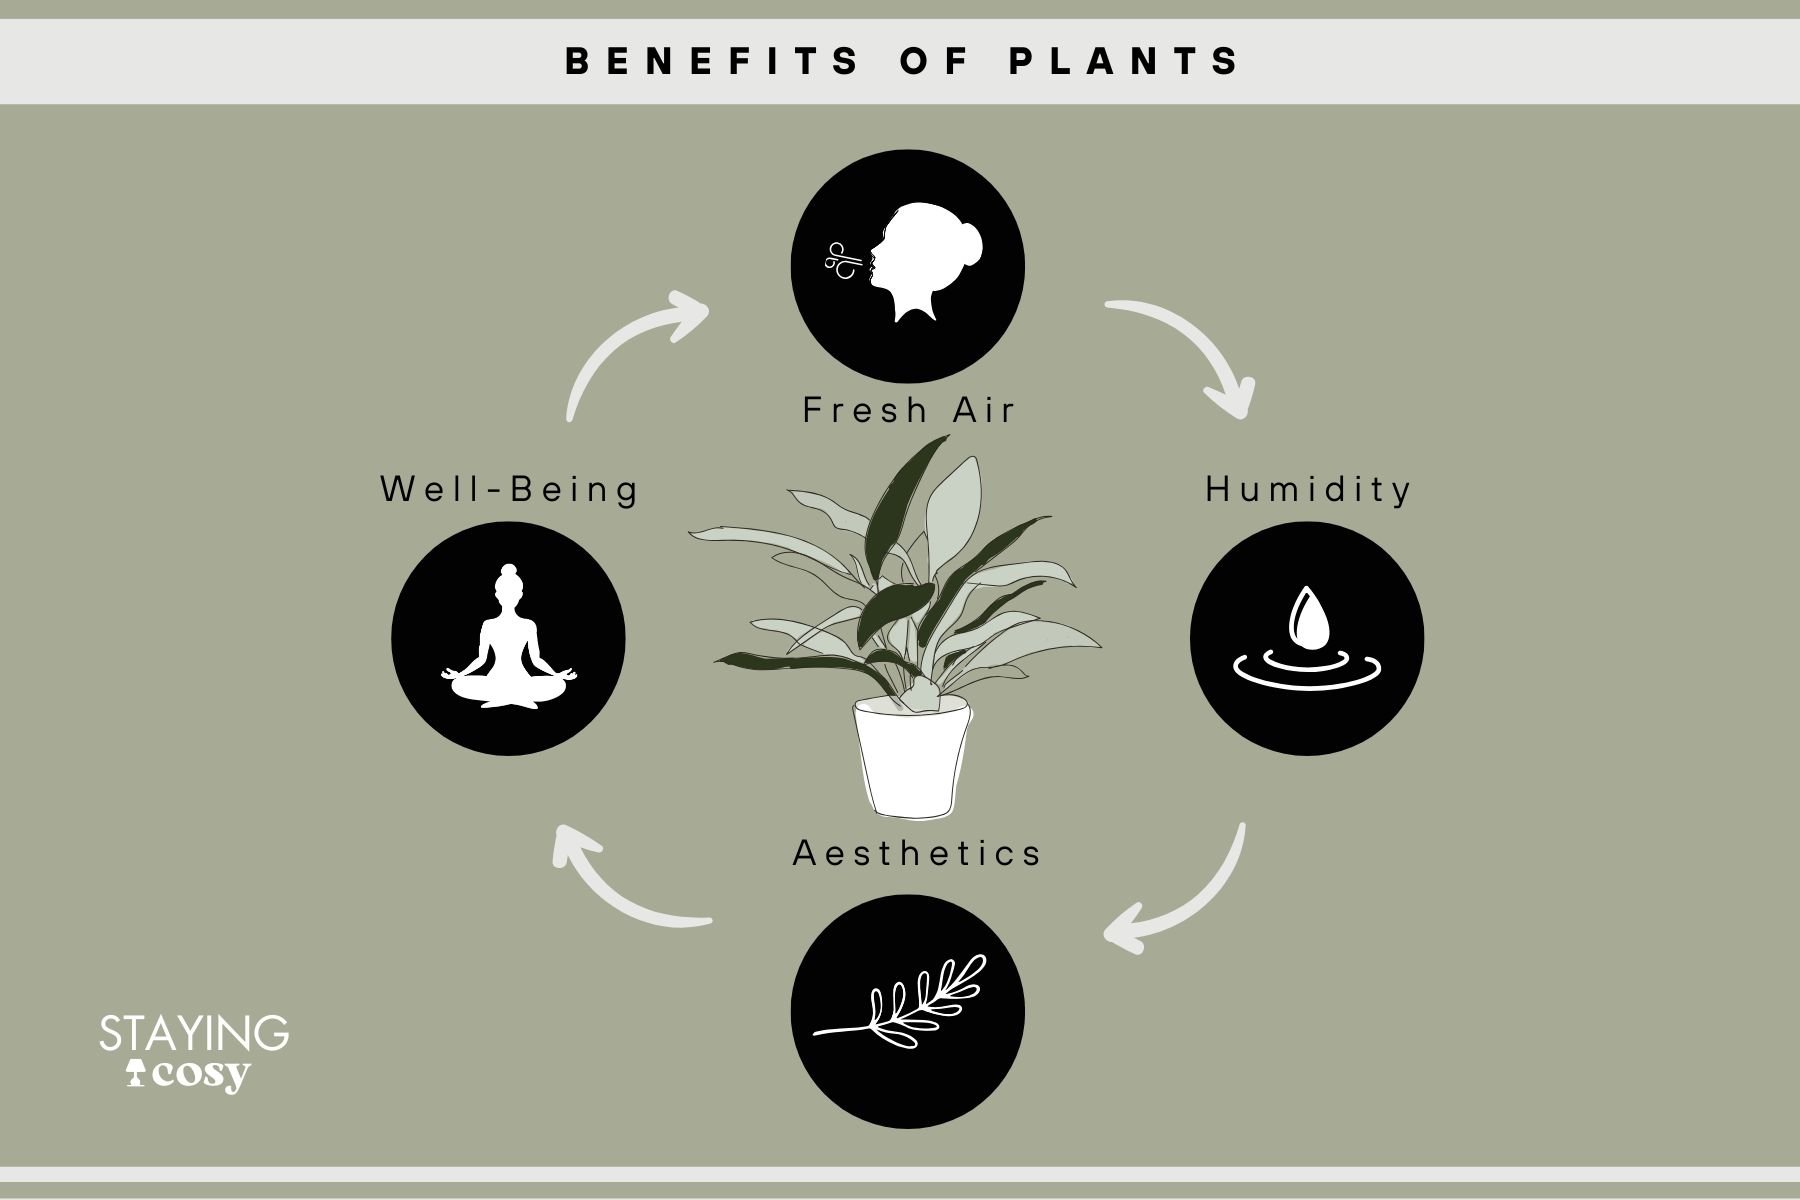 BENEFITS OF PLANTS
Fresh Air
Well-Being
Humidity
Aesthetics
STAYING
cosy